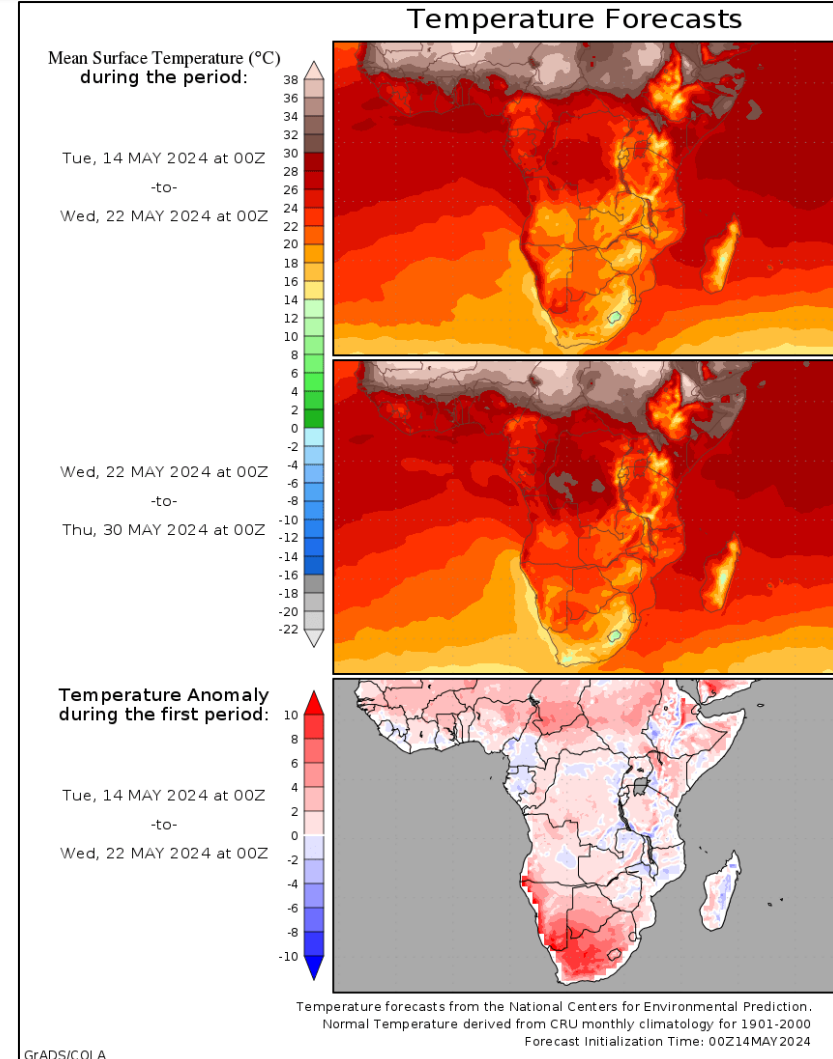 Temperature Forecasts
Mean Surface Temperature (°C)
during the period:
Tue, 14 MAY 2024 at 00Z
-to-
Wed, 22 MAY 2024 at 00Z
38
36
34
32
30
28
26
24
22
20
18
16
14
12
10
8
6
4
2
0
-2
-4
-6
-8
-10
-12
-14
-16
-18
-20
-22
Wed, 22 MAY 2024 at 00Z
-to-
Thu, 30 MAY 2024 at 00Z
Temperature Anomaly
during the first period:
Tue, 14 MAY 2024 at 00Z
-to-
Wed, 22 MAY 2024 at 00Z
10
8
6
4
2
0
-2
-4
-6
-8
-10
Temperature forecasts from the National Centers for Environmental Prediction.
Normal Temperature derived from CRU monthly climatology for 1901-2000
Forecast Initialization Time: 00Z14MAY2024
GrADS/COLA